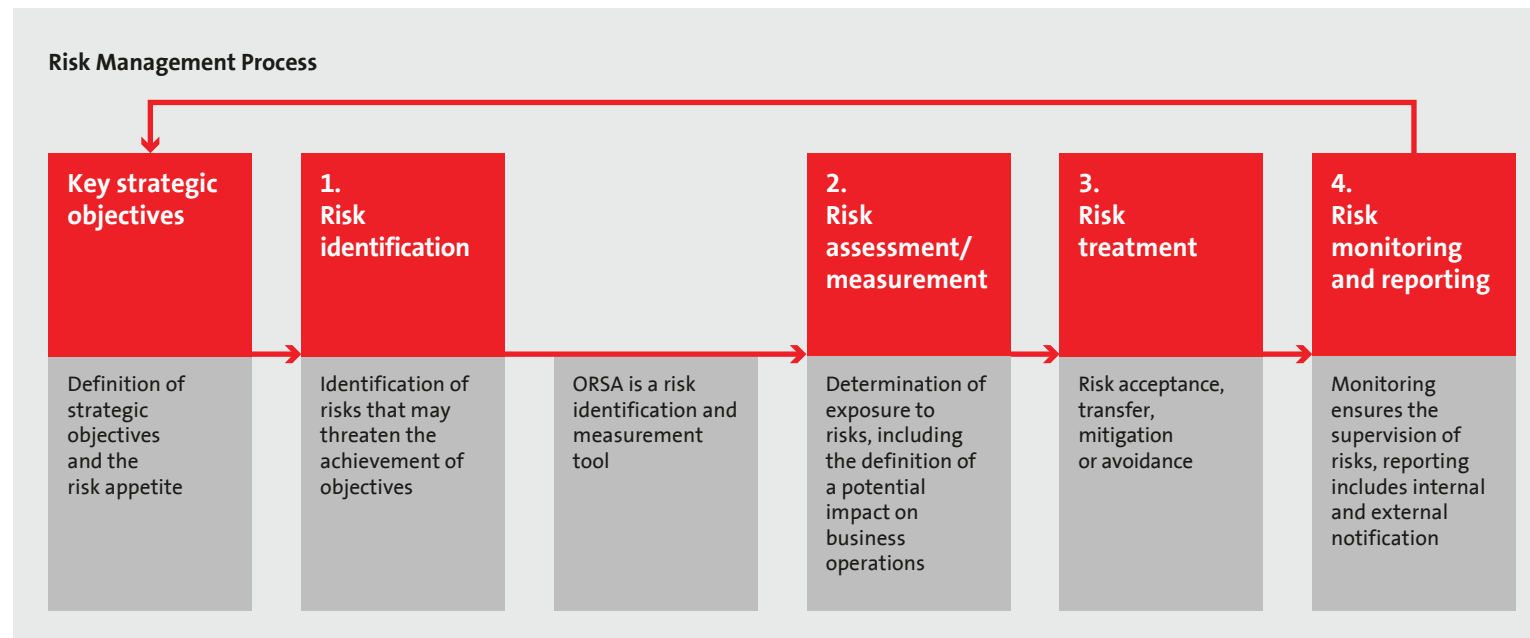 Risk Management Process
Key strategic
objectives
Definition of
strategic
objectives
and the
risk appetite
1.
Risk
identification
Identification of
risks that may
threaten the
achievement of
objectives
ORSA is a risk
identification and
measurement
tool
2.
Risk
assessment/
measurement
Determination of
exposure to
risks, including
the definition of
a potential
impact on
business
operations
3.
Risk
treatment
Risk acceptance,
transfer,
mitigation
or avoidance
4.
Risk
monitoring
and reporting
Monitoring
ensures the
supervision of
risks, reporting
includes internal
and external
notification